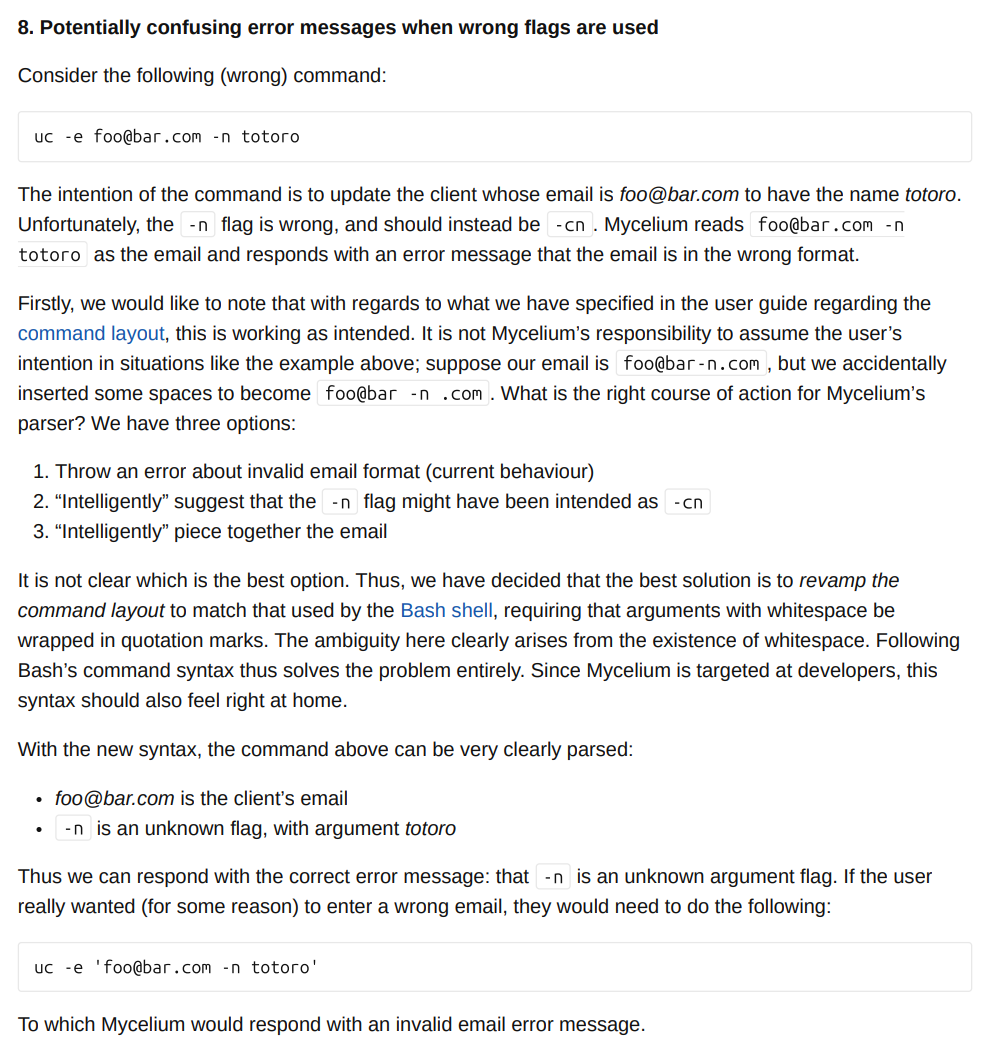 8. Potentially confusing error messages when wrong flags are used
Consider the following (wrong) command:
uc -e foo@bar.com -n totoro
The intention of the command is to update the client whose email is foo@bar.com to have the name totoro.
Unfortunately, the -n flag is wrong, and should instead be -cn . Mycelium reads foo@bar.com -n
totoro as the email and responds with an error message that the email is in the wrong format.
Firstly, we would like to note that with regards to what we have specified in the user guide regarding the
command layout, this is working as intended. It is not Mycelium’s responsibility to assume the user’s
intention in situations like the example above; suppose our email is foo@bar-n.com , but we accidentally
inserted some spaces to become foo@bar -n .com . What is the right course of action for Mycelium’s
parser? We have three options:
1. Throw an error about invalid email format (current behaviour)
2. “Intelligently” suggest that the -n flag might have been intended as -cn
3. “Intelligently” piece together the email
It is not clear which is the best option. Thus, we have decided that the best solution is to revamp the
command layout to match that used by the Bash shell, requiring that arguments with whitespace be
wrapped in quotation marks. The ambiguity here clearly arises from the existence of whitespace. Following
Bash’s command syntax thus solves the problem entirely. Since Mycelium is targeted at developers, this
syntax should also feel right at home.
With the new syntax, the command above can be very clearly parsed:
• foo@bar.com is the client’s email
• -n is an unknown flag, with argument totoro
Thus we can respond with the correct error message: that -n is an unknown argument flag. If the user
really wanted (for some reason) to enter a wrong email, they would need to do the following:
uc -e 'foo@bar.com -n totoro'
To which Mycelium would respond with an invalid email error message.